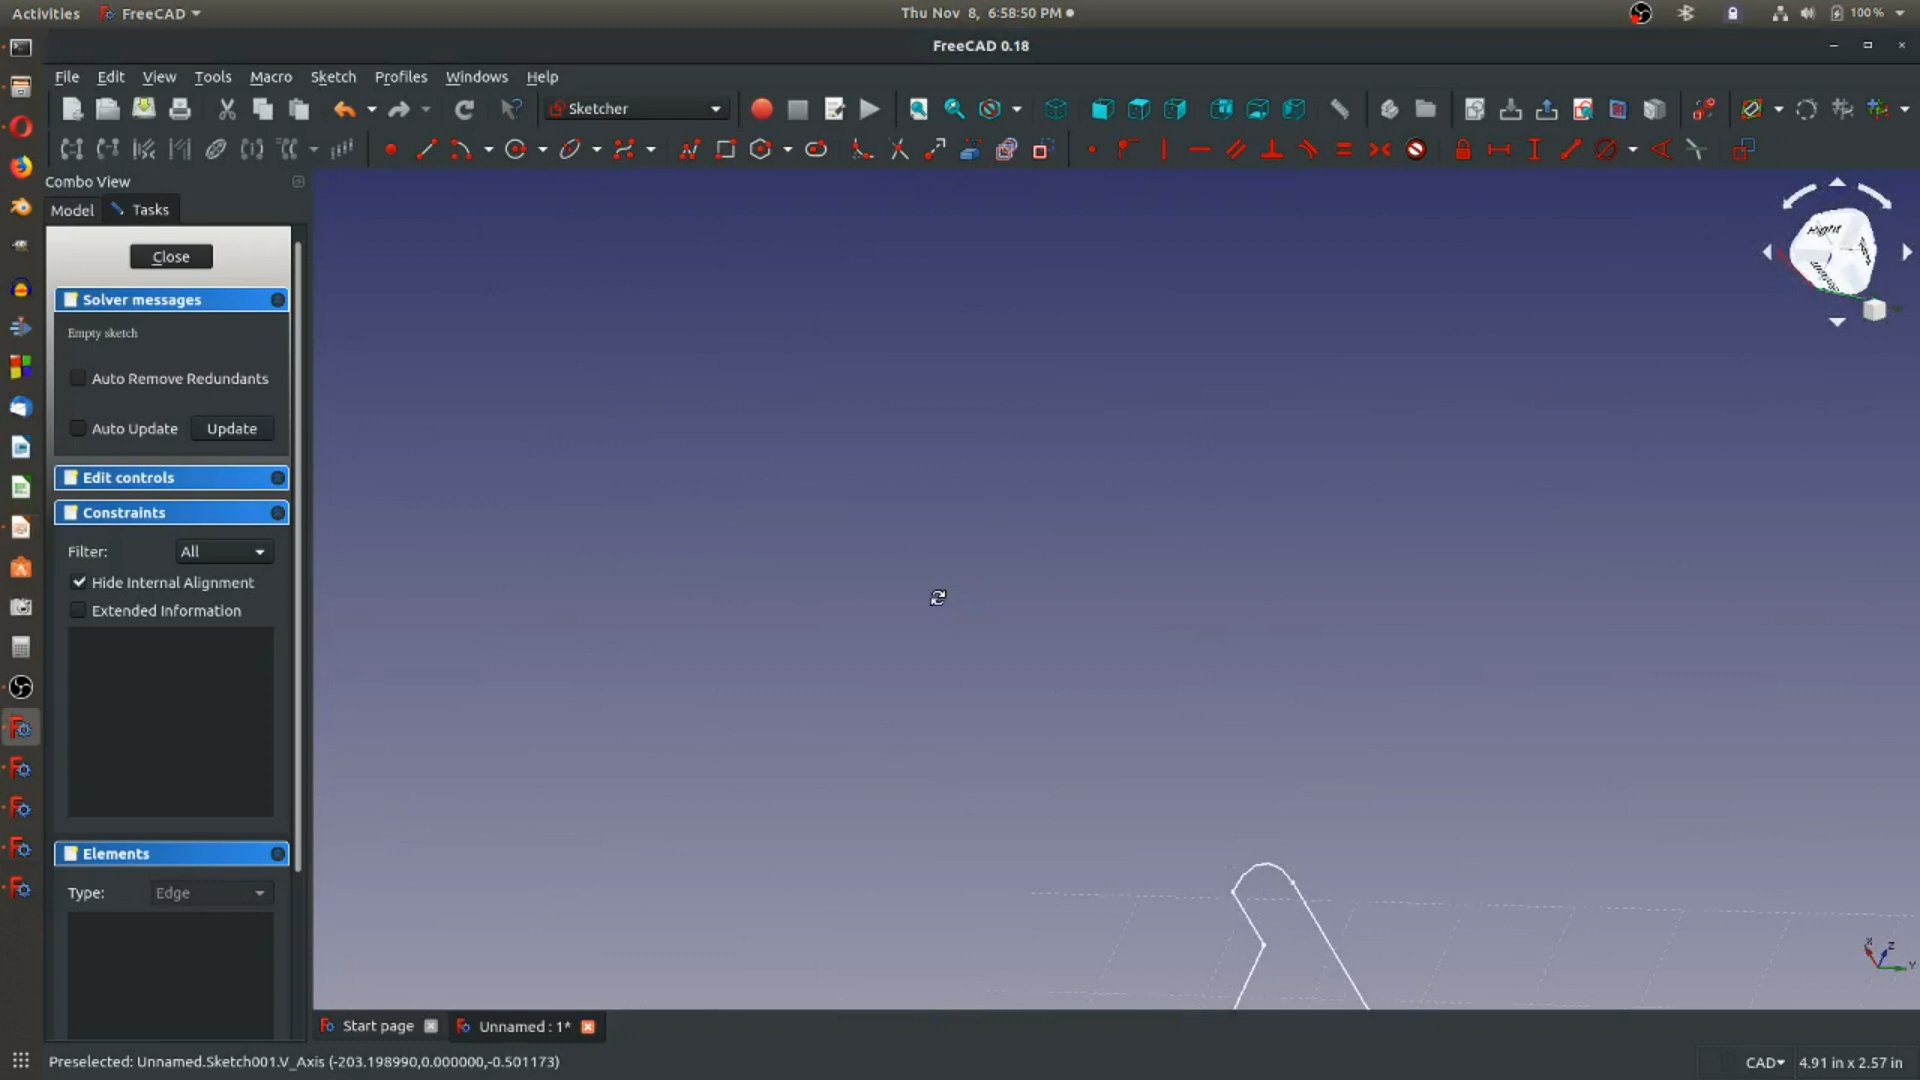 Activities FreeCAD Thu Nov 8, 6:58:50 PM 100%
FreeCAD 0.18
File Edit View Tools Macro Sketch Profiles Windows Help
Sketcher
Combo View
Model Tasks
Close
Solver messages
Empty sketch
Auto Remove Redundants
Auto Update Update
Edit controls
Constraints
Filter: All
Hide Internal Alignment
Extended Information
Elements
Type: Edge
Right
X Z Y
Start page Unnamed : 1*
Preselected: Unnamed.Sketch001.V_Axis (-203.198990,0.000000,-0.501173) CAD 4.91 in x 2.57 in